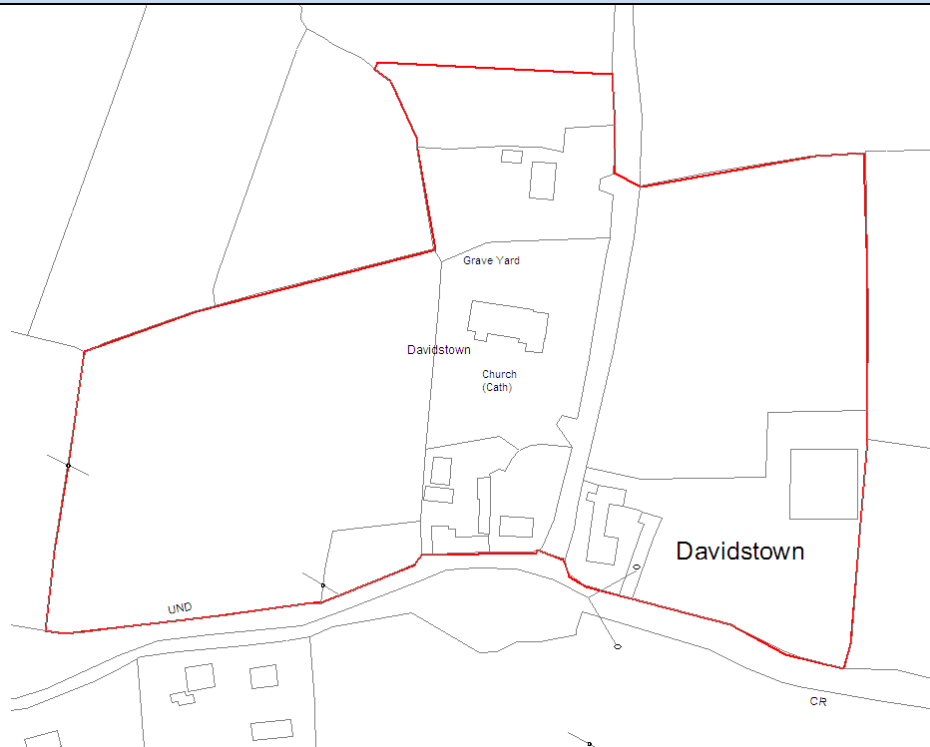 Grave Yard
Davidstown
Church
(Cath)
Davidstown
UND
CR